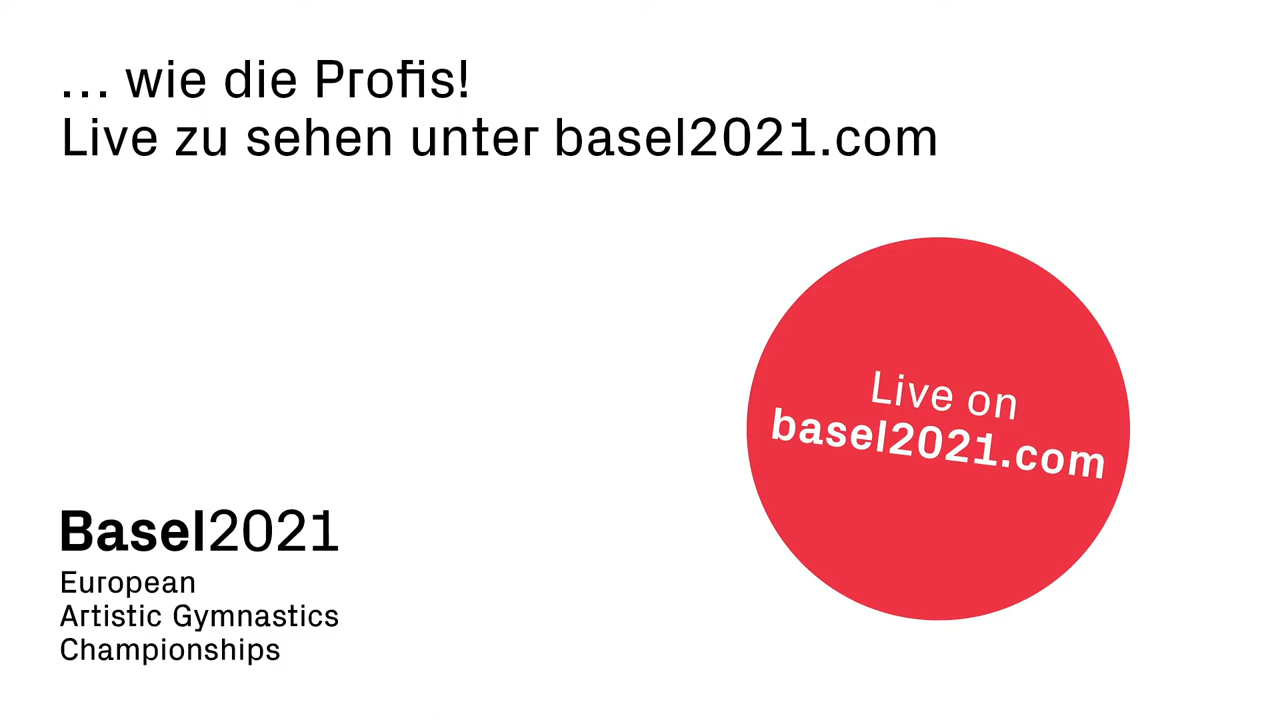 ... wie die Profis!
Live zu sehen unter basel2021.com
Live on
basel2021.com
Basel2021
European
Artistic Gymnastics
Championships